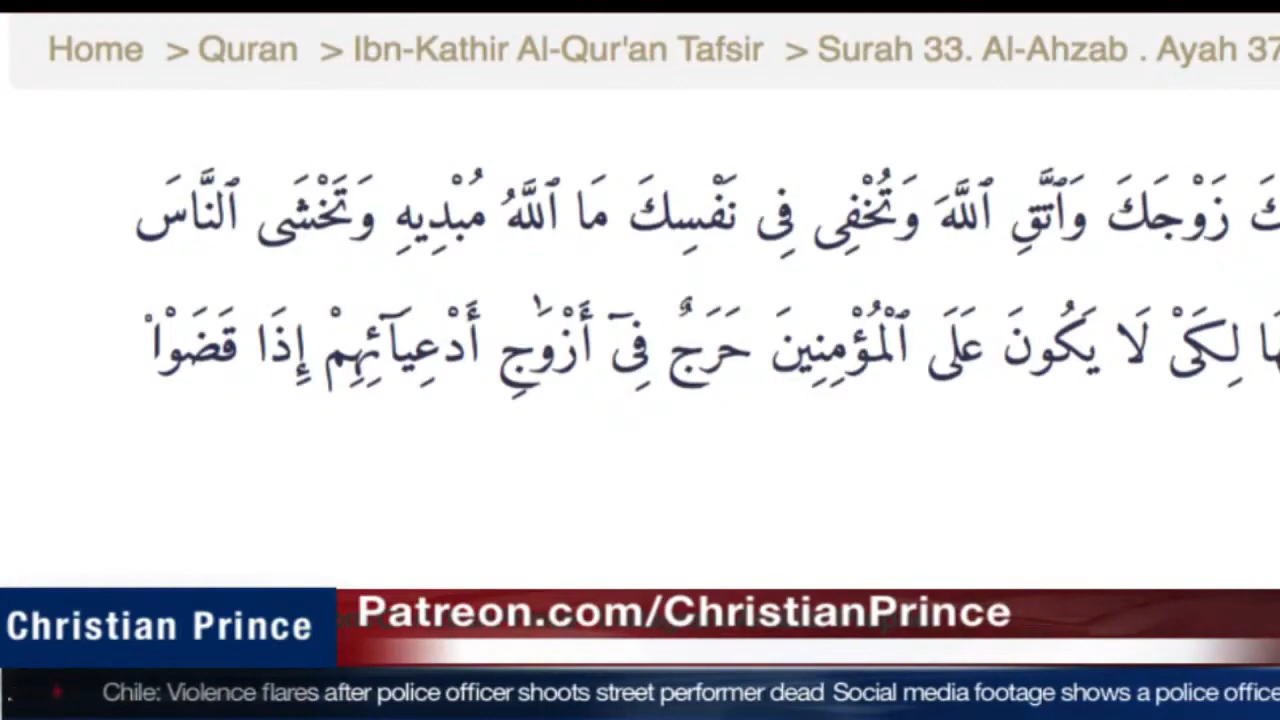 Home > Quran > Ibn-Kathir Al-Qur'an Tafsir > Surah 33. Al-Ahzab . Ayah 37
كَ زَوْجَكَ وَٱتَّقِ ٱللَّهَ وَتُخْفِى فِى نَفْسِكَ مَا ٱللَّهُ مُبْدِيهِ وَتَخْشَى ٱلنَّاسَ
هَا لِكَىْ لَا يَكُونَ عَلَى ٱلْمُؤْمِنِينَ حَرَجٌ فِىٓ أَزْوَٰجِ أَدْعِيَآئِهِمْ إِذَا قَضَوْا۟
Christian Prince
Patreon.com/ChristianPrince
Chile: Violence flares after police officer shoots street performer dead Social media footage shows a police office